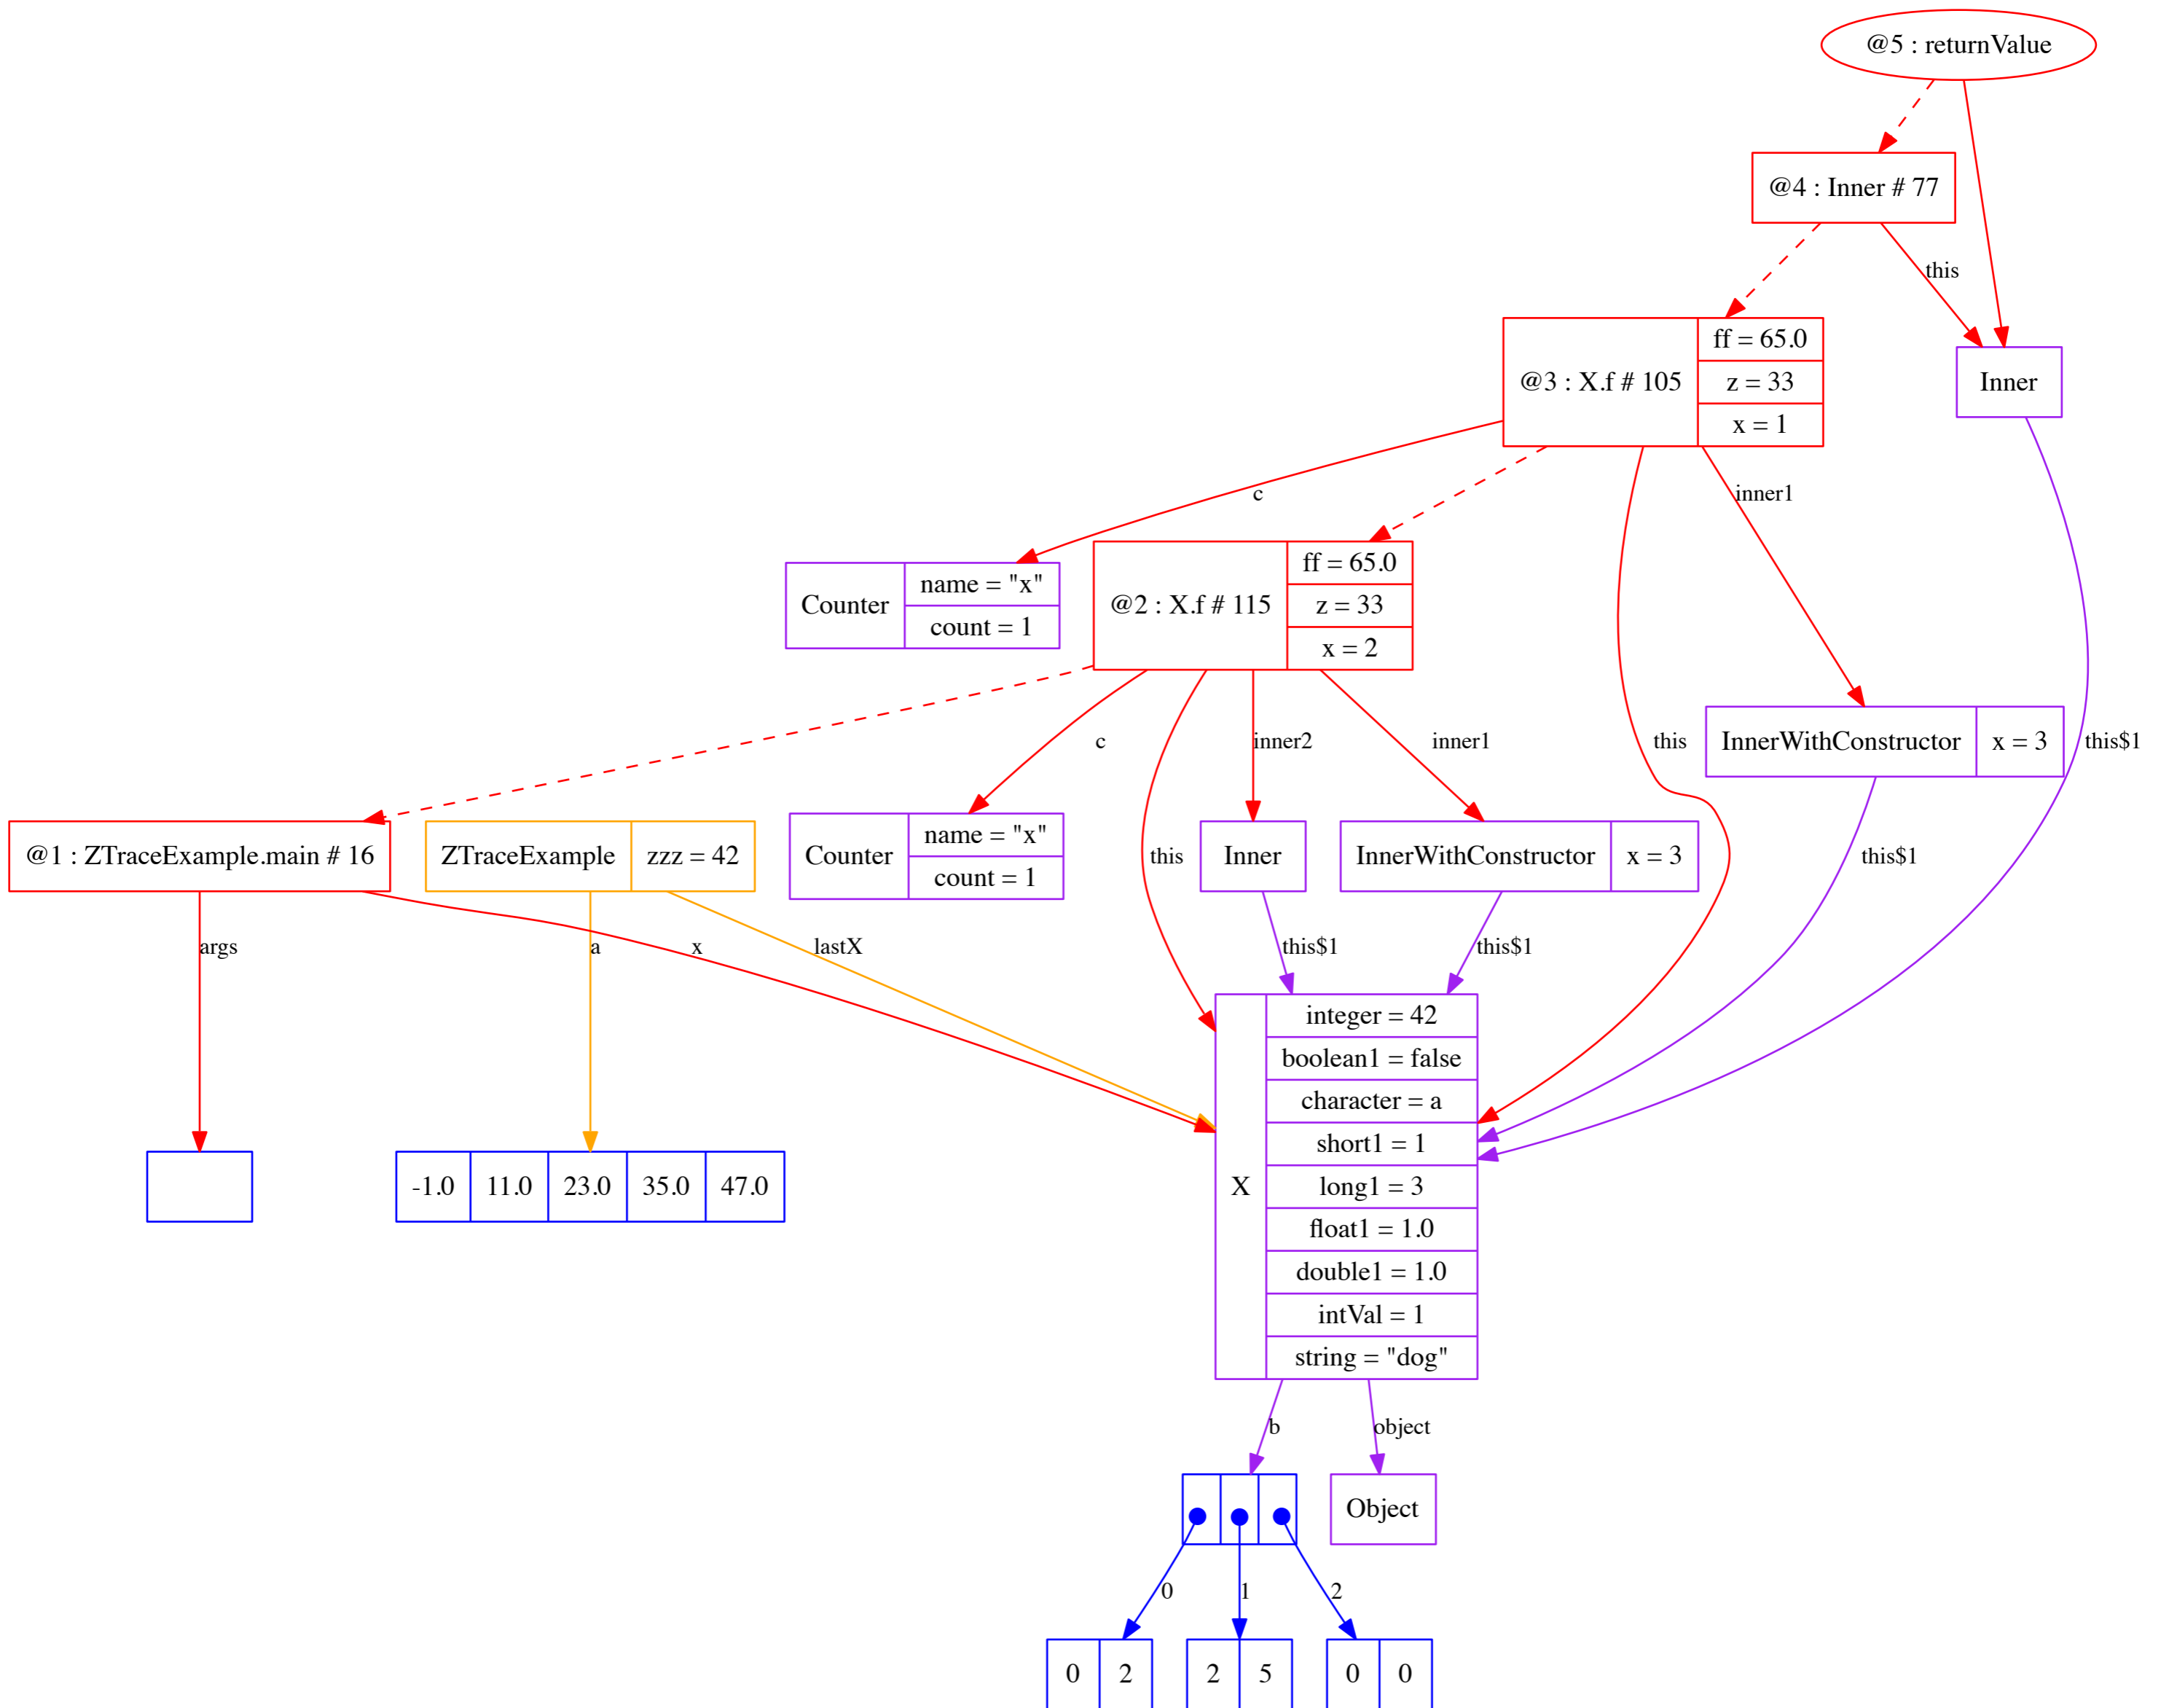 @5 : returnValue
@4 : Inner # 77
this
@3 : X.f # 105
ff = 65.0
z = 33
x = 1
Inner
c
inner1
Counter
name = "x"
count = 1
@2 : X.f # 115
ff = 65.0
z = 33
x = 2
c
inner2
inner1
this
InnerWithConstructor
x = 3
this$1
@1 : ZTraceExample.main # 16
ZTraceExample
zzz = 42
Counter
name = "x"
count = 1
this
Inner
InnerWithConstructor
x = 3
this$1
args
a
x
lastX
this$1
this$1
-1.0
11.0
23.0
35.0
47.0
X
integer = 42
boolean1 = false
character = a
short1 = 1
long1 = 3
float1 = 1.0
double1 = 1.0
intVal = 1
string = "dog"
b
object
Object
0
1
2
0
2
2
5
0
0